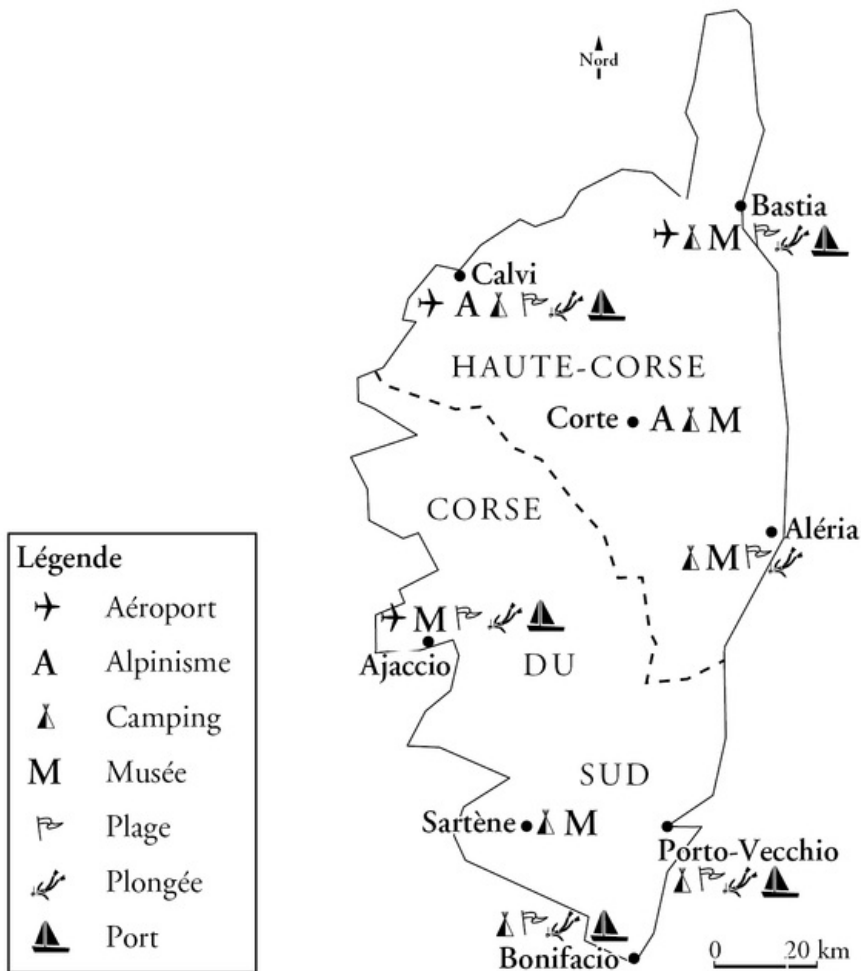 Nord
Bastia
M
Calvi
A
HAUTE-CORSE
Corte A M
CORSE
Aléria
M
M
Ajaccio
DU
SUD
Sartène M
Porto-Vecchio
Bonifacio
0 20 km
Légende
Aéroport
A Alpinisme
Camping
M Musée
Plage
Plongée
Port